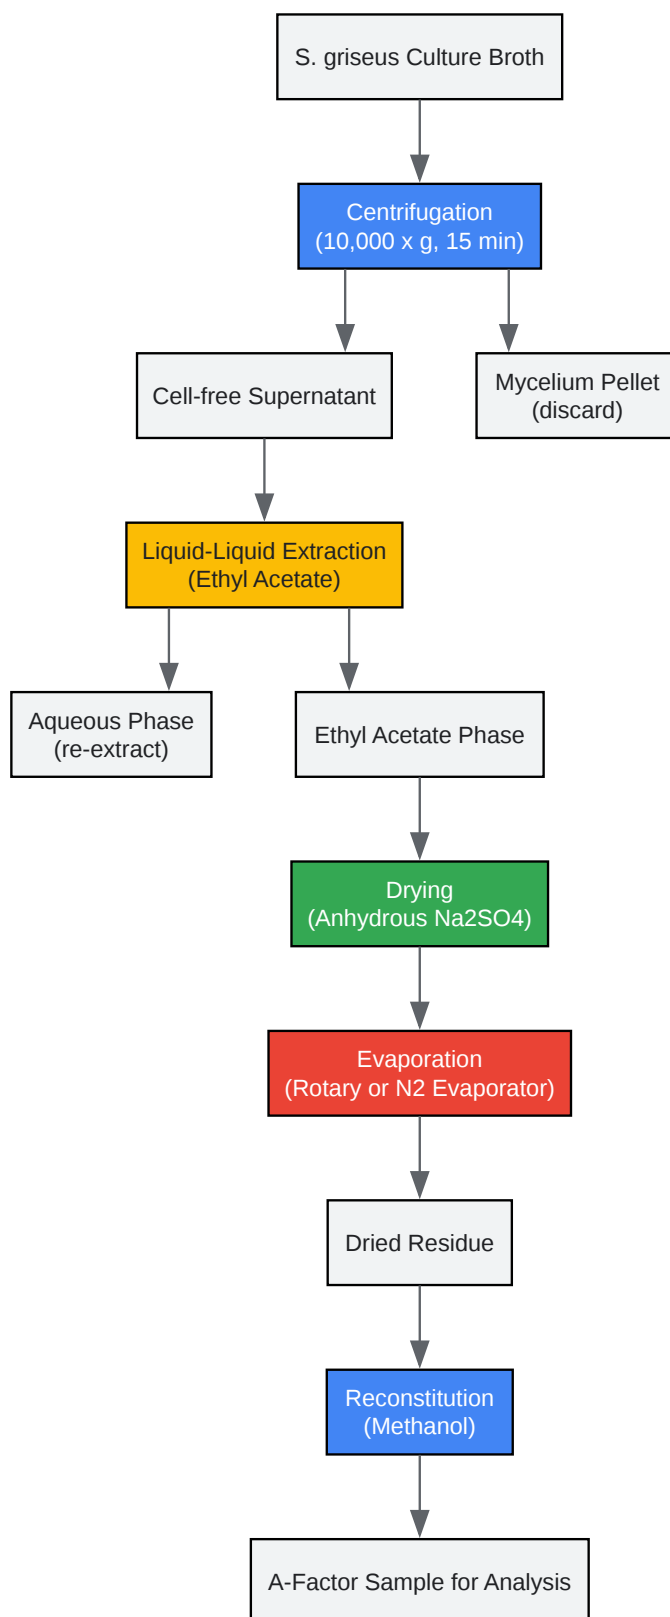 S. griseus Culture Broth
Centrifugation
(10,000 x g, 15 min)
Cell-free Supernatant
Mycelium Pellet
(discard)
Liquid-Liquid Extraction
(Ethyl Acetate)
Aqueous Phase
(re-extract)
Ethyl Acetate Phase
Drying
(Anhydrous Na2SO4)
Evaporation
(Rotary or N2 Evaporator)
Dried Residue
Reconstitution
(Methanol)
A-Factor Sample for Analysis